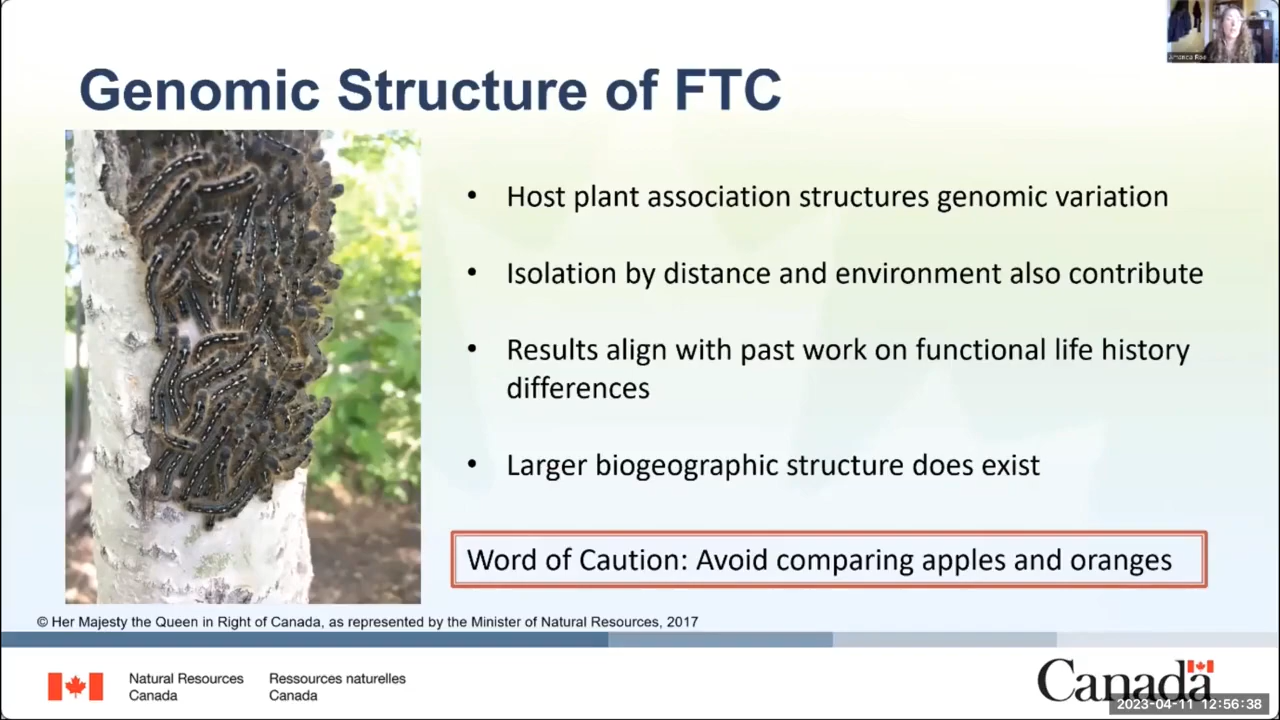 Amanda Roe
Genomic Structure of FTC
• Host plant association structures genomic variation
• Isolation by distance and environment also contribute
• Results align with past work on functional life history
differences
• Larger biogeographic structure does exist
Word of Caution: Avoid comparing apples and oranges
© Her Majesty the Queen in Right of Canada, as represented by the Minister of Natural Resources, 2017
Natural Resources
Canada
Ressources naturelles
Canada
Canada
2023-04-11 12:56:38